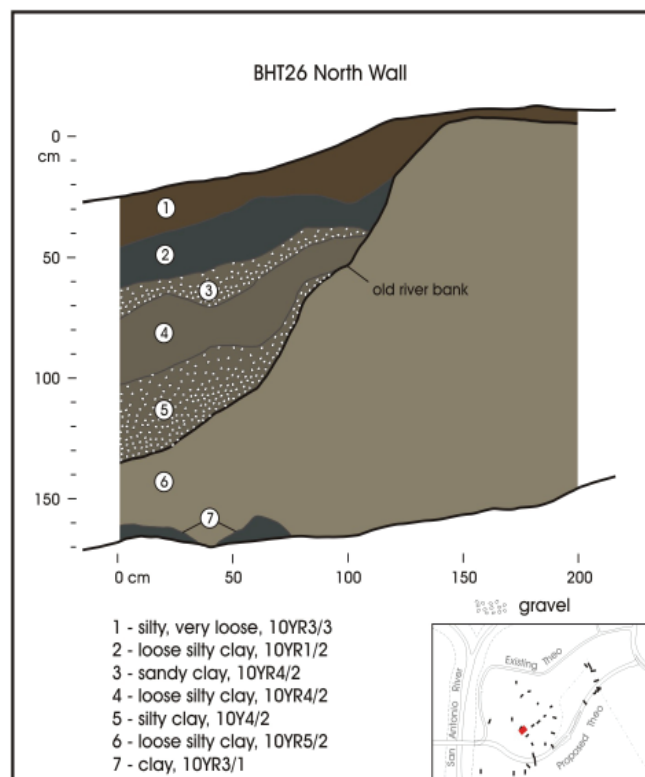 BHT26 North Wall
0
cm
50
100
150
1
2
3
4
5
6
7
old river bank
0 cm
50
100
150
200
gravel
1 - silty, very loose, 10YR3/3
2 - loose silty clay, 10YR1/2
3 - sandy clay, 10YR4/2
4 - loose silty clay, 10YR4/2
5 - silty clay, 10Y4/2
6 - loose silty clay, 10YR5/2
7 - clay, 10YR3/1
San Antonio River
Existing Theo
Proposed Theo